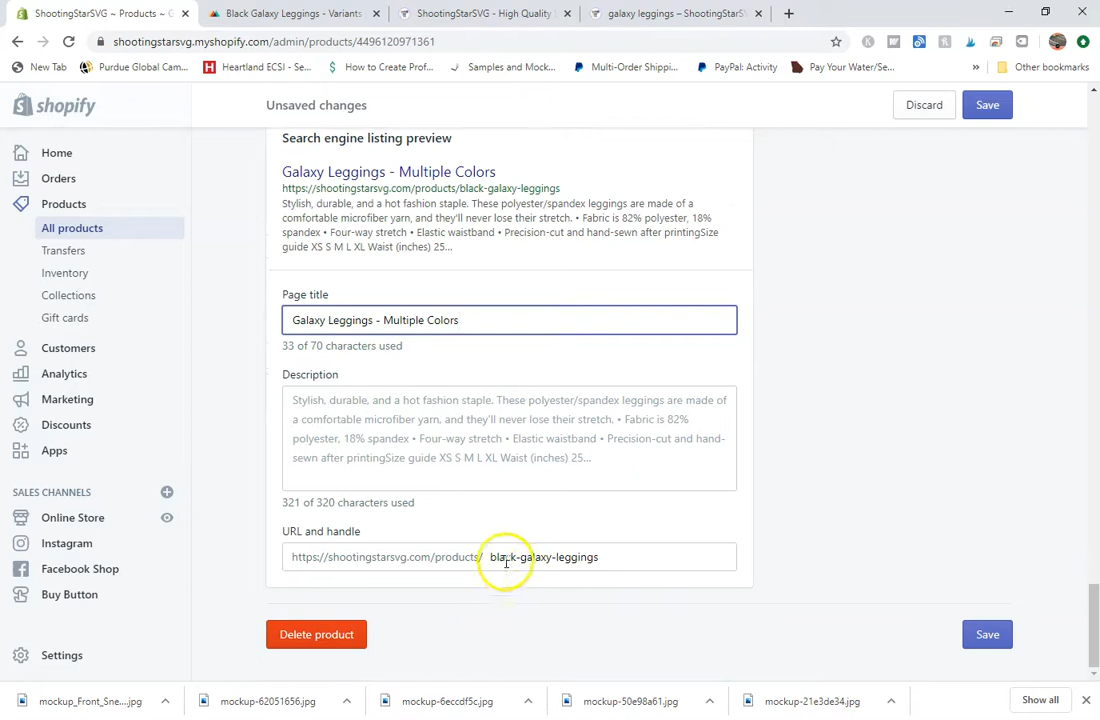 ShootingStarSVG ~ Products ~ G
Black Galaxy Leggings - Variants
ShootingStarSVG - High Quality
galaxy leggings – ShootingStarSV
shootingstarsvg.myshopify.com/admin/products/4496120971361
New Tab
Purdue Global Cam...
Heartland ECSI - Se...
How to Create Prof...
Samples and Mock...
Multi-Order Shippi...
PayPal: Activity
Pay Your Water/Se...
»
Other bookmarks
shopify
Unsaved changes
Discard
Save
Home
Orders
Products
All products
Transfers
Inventory
Collections
Gift cards
Customers
Analytics
Marketing
Discounts
Apps
SALES CHANNELS
Online Store
Instagram
Facebook Shop
Buy Button
Settings
Search engine listing preview
Galaxy Leggings - Multiple Colors
https://shootingstarsvg.com/products/black-galaxy-leggings
Stylish, durable, and a hot fashion staple. These polyester/spandex leggings are made of a
comfortable microfiber yarn, and they'll never lose their stretch. • Fabric is 82% polyester, 18%
spandex • Four-way stretch • Elastic waistband • Precision-cut and hand-sewn after printingSize
guide XS S M L XL Waist (inches) 25...
Page title
Galaxy Leggings - Multiple Colors
33 of 70 characters used
Description
Stylish, durable, and a hot fashion staple. These polyester/spandex leggings are made of
a comfortable microfiber yarn, and they'll never lose their stretch. • Fabric is 82%
polyester, 18% spandex • Four-way stretch • Elastic waistband • Precision-cut and hand-
sewn after printingSize guide XS S M L XL Waist (inches) 25...
321 of 320 characters used
URL and handle
https://shootingstarsvg.com/products/ black-galaxy-leggings
Delete product
Save
mockup_Front_Sne....jpg
mockup-62051656.jpg
mockup-6eccdf5c.jpg
mockup-50e98a61.jpg
mockup-21e3de34.jpg
Show all